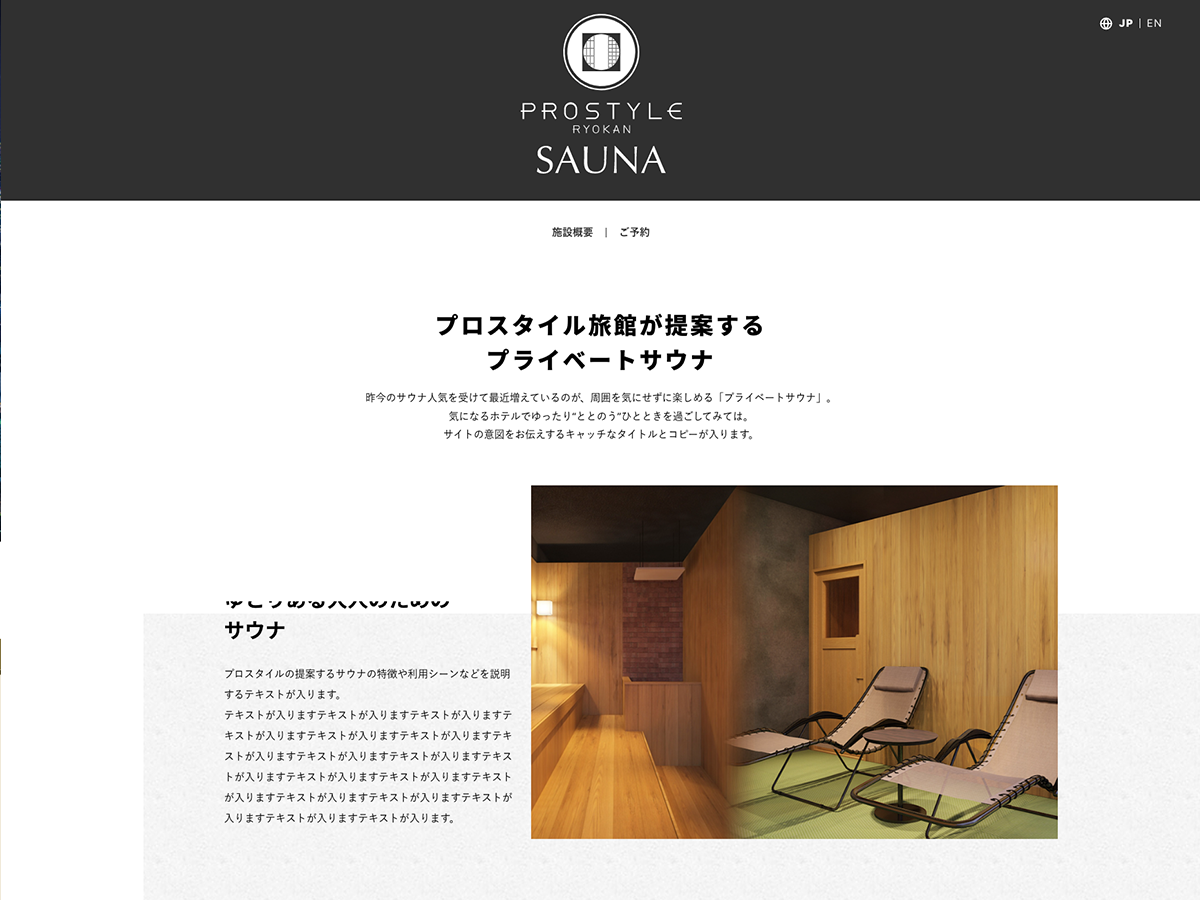 JP | EN
PROSTYLE
RYOKAN
SAUNA
施設概要 | ご予約
プロスタイル旅館が提案する
プライベートサウナ
昨今のサウナ人気を受けて最近増えているのが、周囲を気にせずに楽しめる「プライベートサウナ」。
気になるホテルでゆったり"ととのう"ひとときを過ごしてみては。
サイトの意図をお伝えするキャッチなタイトルとコピーが入ります。
ゆとりある大人のための
サウナ
プロスタイルの提案するサウナの特徴や利用シーンなどを説明
するテキストが入ります。
テキストが入りますテキストが入りますテキストが入りますテ
キストが入りますテキストが入りますテキストが入りますテキ
ストが入りますテキストが入りますテキストが入りますテキス
トが入りますテキストが入りますテキストが入りますテキスト
が入りますテキストが入りますテキストが入りますテキストが
入りますテキストが入りますテキストが入ります。